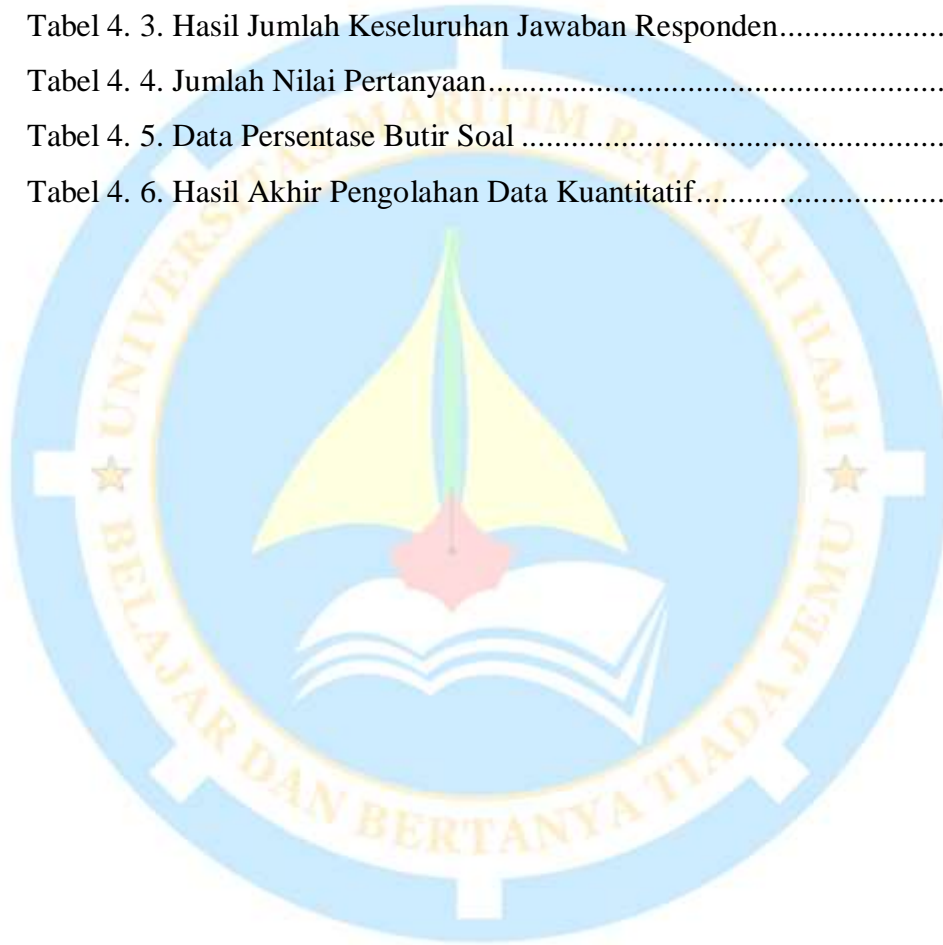 Tabel 4. 3. Hasil Jumlah Keseluruhan Jawaban Responden....................
Tabel 4. 4. Jumlah Nilai Pertanyaan.......................................................
Tabel 4. 5. Data Persentase Butir Soal ...................................................
Tabel 4. 6. Hasil Akhir Pengolahan Data Kuantitatif..............................
UNIVERSITAS MARITIM RAJA ALI HAJI
BELAJAR DAN BERTANYA TIADA JEMU